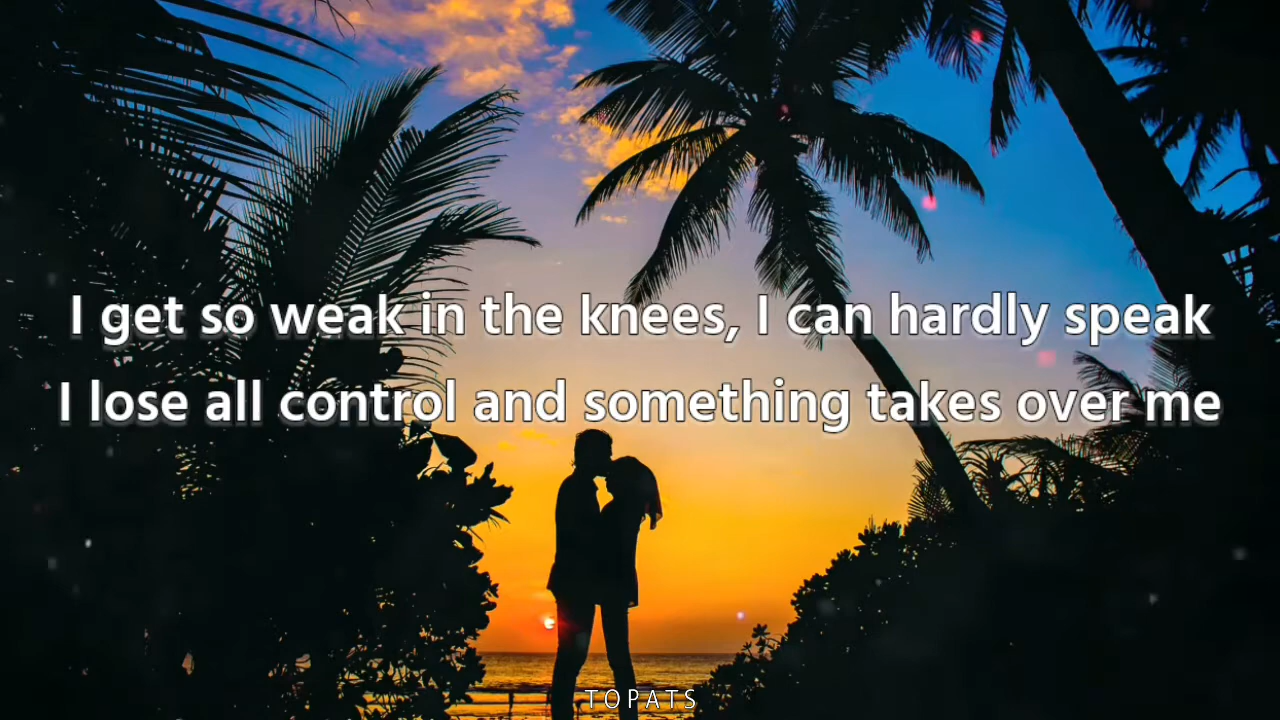 I get so weak in the knees, I can hardly speak
I lose all control and something takes over me
TOPATS